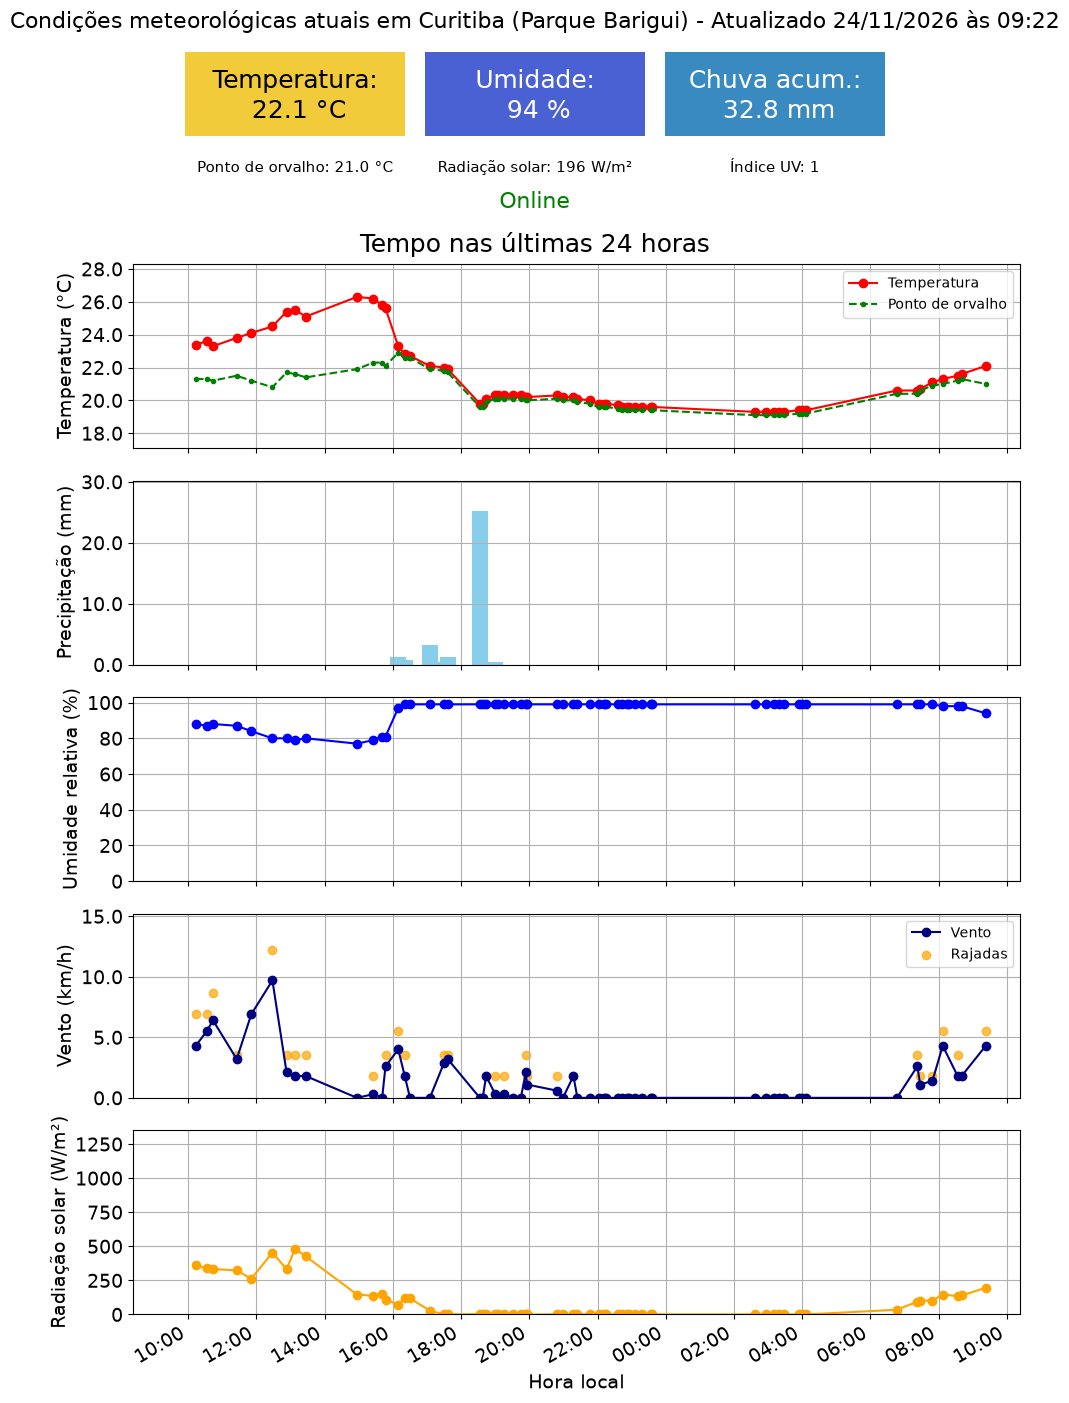 Condições meteorológicas atuais em Curitiba (Parque Barigui) - Atualizado 24/11/2026 às 09:22
Temperatura:
22.1 °C
Umidade:
94 %
Chuva acum.:
32.8 mm
Ponto de orvalho: 21.0 °C
Radiação solar: 196 W/m²
Índice UV: 1
Online
Tempo nas últimas 24 horas
Temperatura (°C)
28.0
26.0
24.0
22.0
20.0
18.0
Temperatura
Ponto de orvalho
Precipitação (mm)
30.0
20.0
10.0
0.0
Umidade relativa (%)
100
80
60
40
20
0
Vento (km/h)
15.0
10.0
5.0
0.0
Vento
Rajadas
Radiação solar (W/m²)
1250
1000
750
500
250
0
10:00
12:00
14:00
16:00
18:00
20:00
22:00
00:00
02:00
04:00
06:00
08:00
10:00
Hora local